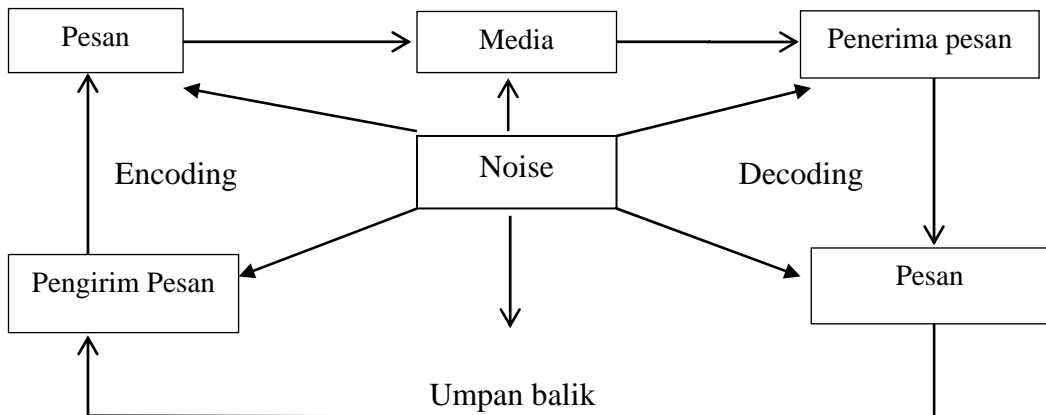 Pesan
Media
Penerima pesan
Noise
Encoding
Decoding
Pengirim Pesan
Pesan
Umpan balik